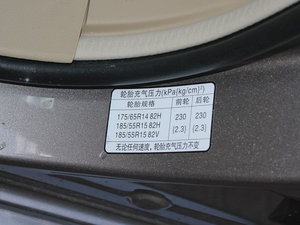 轮胎充气压力(kPa{kg/cm)²}
轮胎规格 前轮 后轮
175/65R14 82H 230 230
185/55R15 82H (2.3) (2.3)
185/55R15 82V
无论任何速度,轮胎充气压力不变